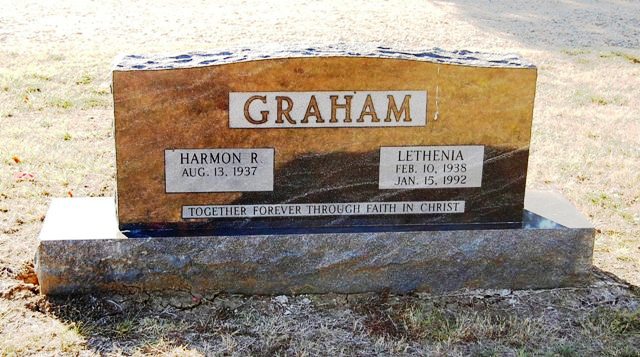 GRAHAM
HARMON R.
AUG. 13, 1937
LETHENIA
FEB. 10, 1938
JAN. 15, 1992
TOGETHER FOREVER THROUGH FAITH IN CHRIST